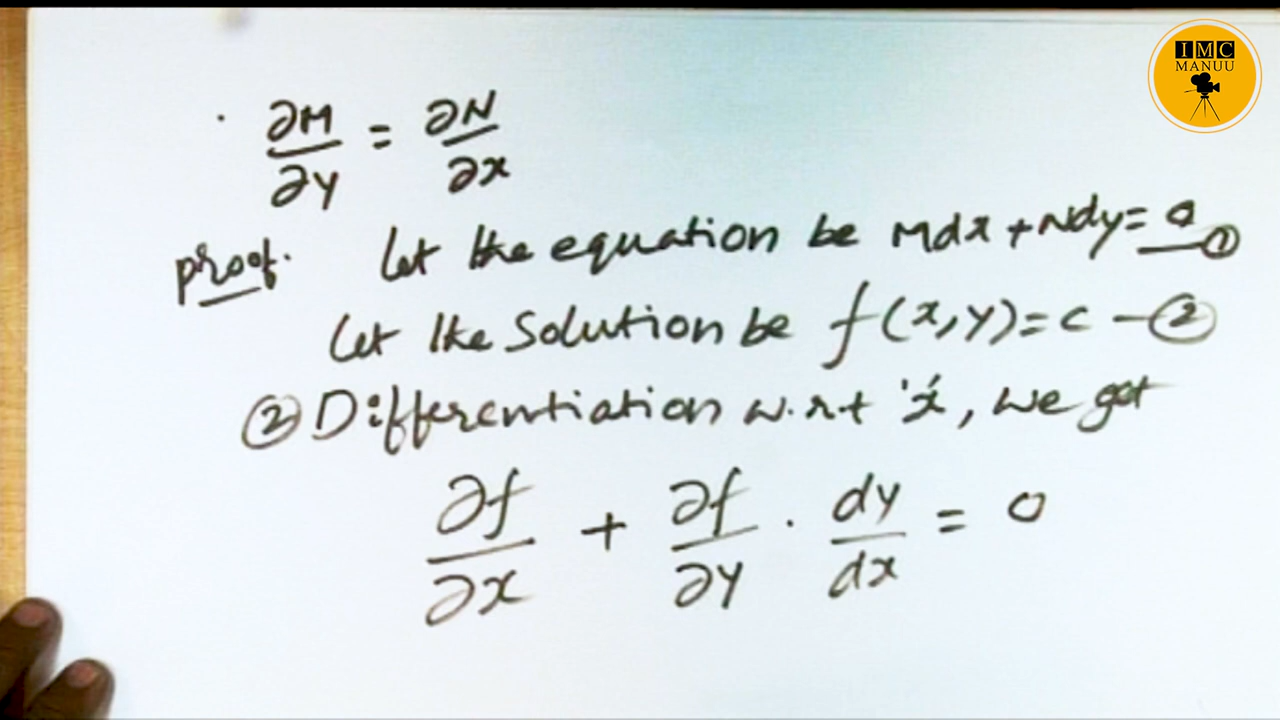 IMC
MANUU
∂M/∂y = ∂N/∂x
proof. Let the equation be Mdx + Ndy = 0 — ①
Let the Solution be f(x,y) = c — ②
② Differentiation w.r.t 'x', we get
∂f/∂x + ∂f/∂y · dy/dx = 0